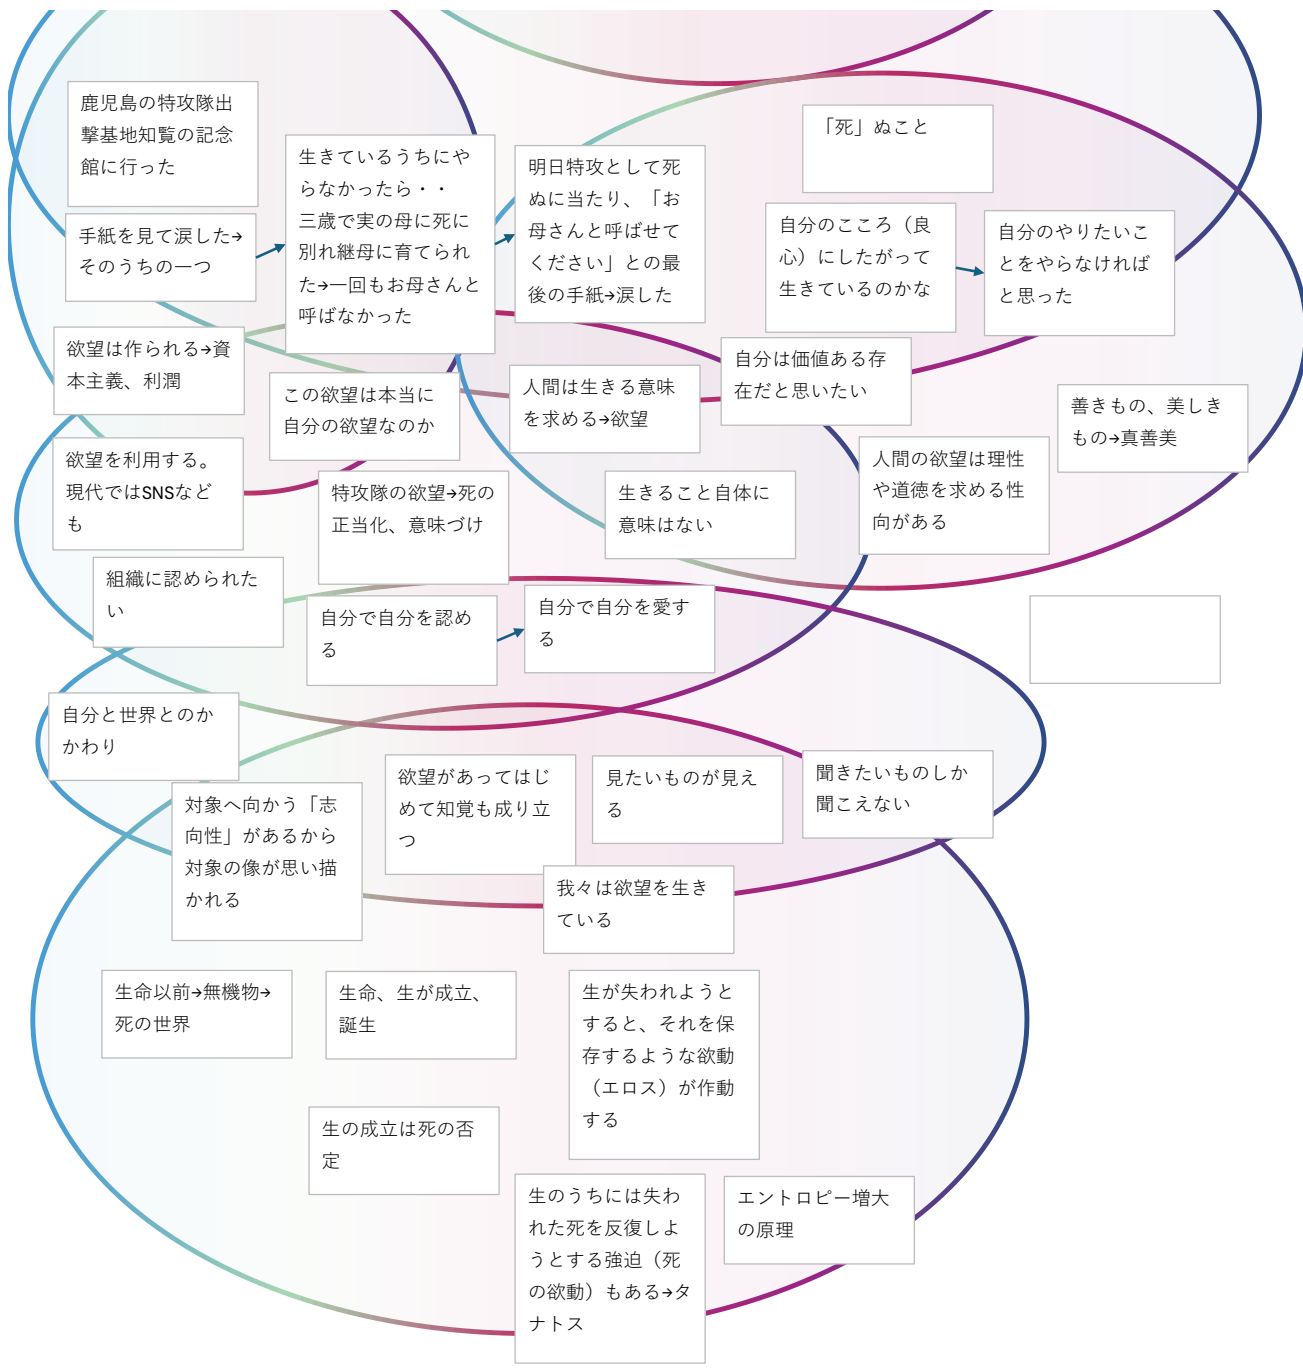 鹿児島の特攻隊出
撃基地知覧の記念
館に行った
手紙を見て涙した→
そのうちの一つ
生きているうちにや
らなかったら・・
三歳で実の母に死に
別れ継母に育てられ
た→一回もお母さんと
呼ばなかった
明日特攻として死
ぬに当たり、「お
母さんと呼ばせて
ください」との最
後の手紙→涙した
「死」ぬこと
自分のこころ（良
心）にしたがって
生きているのかな
自分のやりたいこ
とをやらなければ
と思った
欲望は作られる→資
本主義、利潤
この欲望は本当に
自分の欲望なのか
人間は生きる意味
を求める→欲望
自分は価値ある存
在だと思いたい
善きもの、美しき
もの→真善美
欲望を利用する。
現代ではSNSなど
も
特攻隊の欲望→死の
正当化、意味づけ
生きること自体に
意味はない
人間の欲望は理性
や道徳を求める性
向がある
組織に認められた
い
自分で自分を認め
る
自分で自分を愛す
る
自分と世界とのか
かわり
対象へ向かう「志
向性」があるから
対象の像が思い描
かれる
欲望があってはじ
めて知覚も成り立
つ
見たいものが見え
る
聞きたいものしか
聞こえない
我々は欲望を生き
ている
生命以前→無機物→
死の世界
生命、生が成立、
誕生
生が失われようと
すると、それを保
存するような欲動
（エロス）が作動
する
生の成立は死の否
定
生のうちには失わ
れた死を反復しよ
うとする強迫（死
の欲動）もある→タ
ナトス
エントロピー増大
の原理